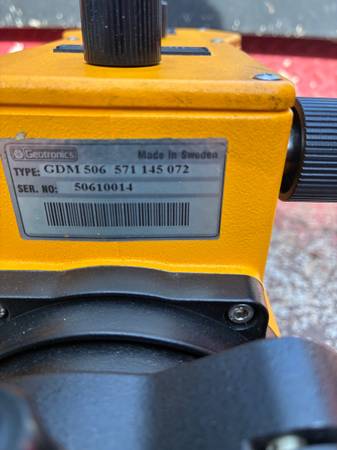 Geotronics
Made in Sweden
TYPE: GDM 506 571 145 072
SER. NO: 50610014